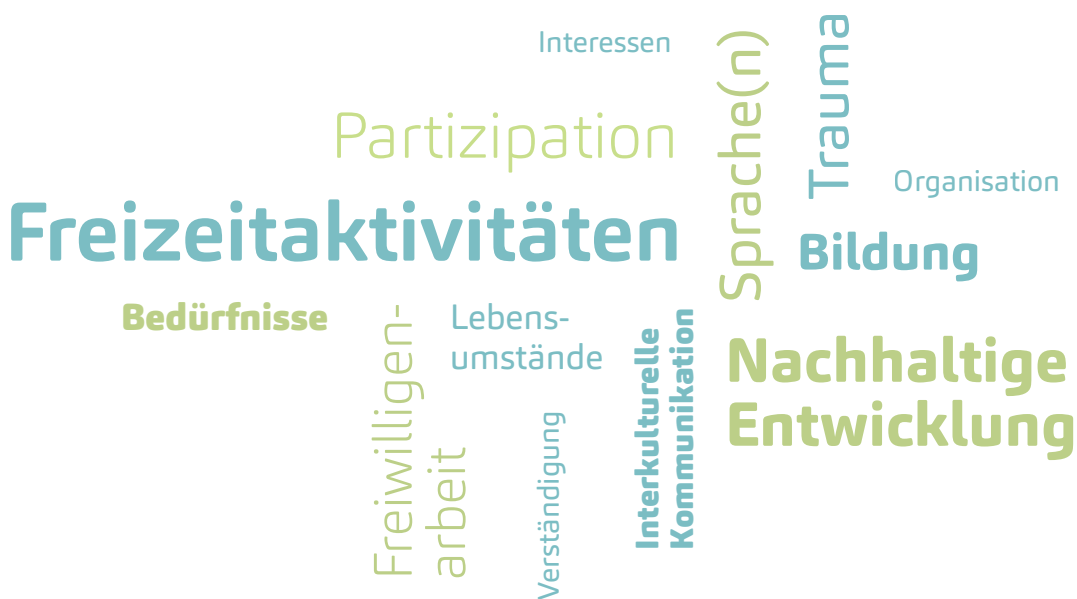 Interessen
Partizipation
Sprache(n)
Trauma
Organisation
Freizeitaktivitäten
Bildung
Bedürfnisse
Freiwilligen-
arbeit
Lebens-
umstände
Verständigung
Interkulturelle
Kommunikation
Nachhaltige
Entwicklung